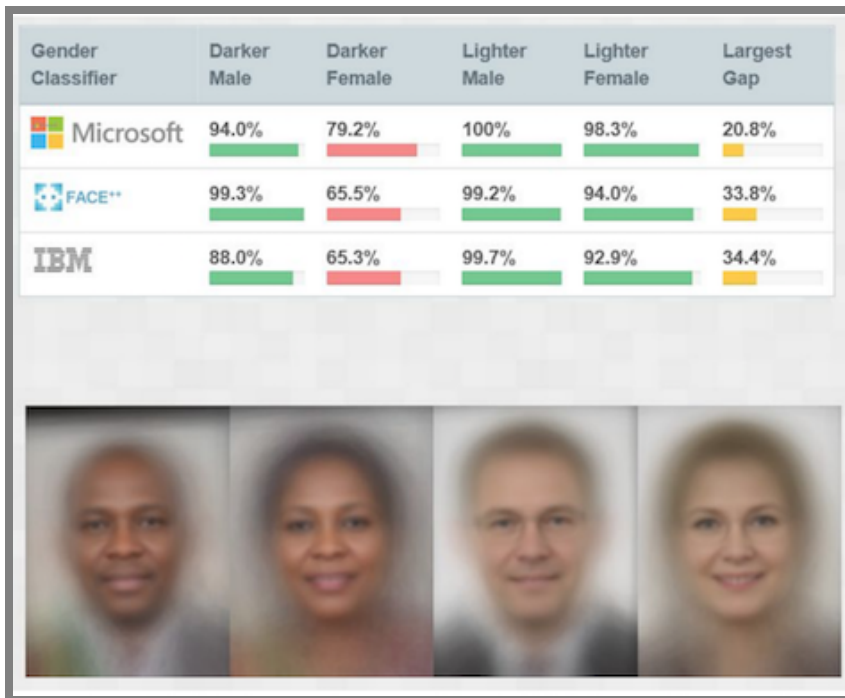 Gender Classifier Darker Male Darker Female Lighter Male Lighter Female Largest Gap
Microsoft 94.0% 79.2% 100% 98.3% 20.8%
FACE++ 99.3% 65.5% 99.2% 94.0% 33.8%
IBM 88.0% 65.3% 99.7% 92.9% 34.4%